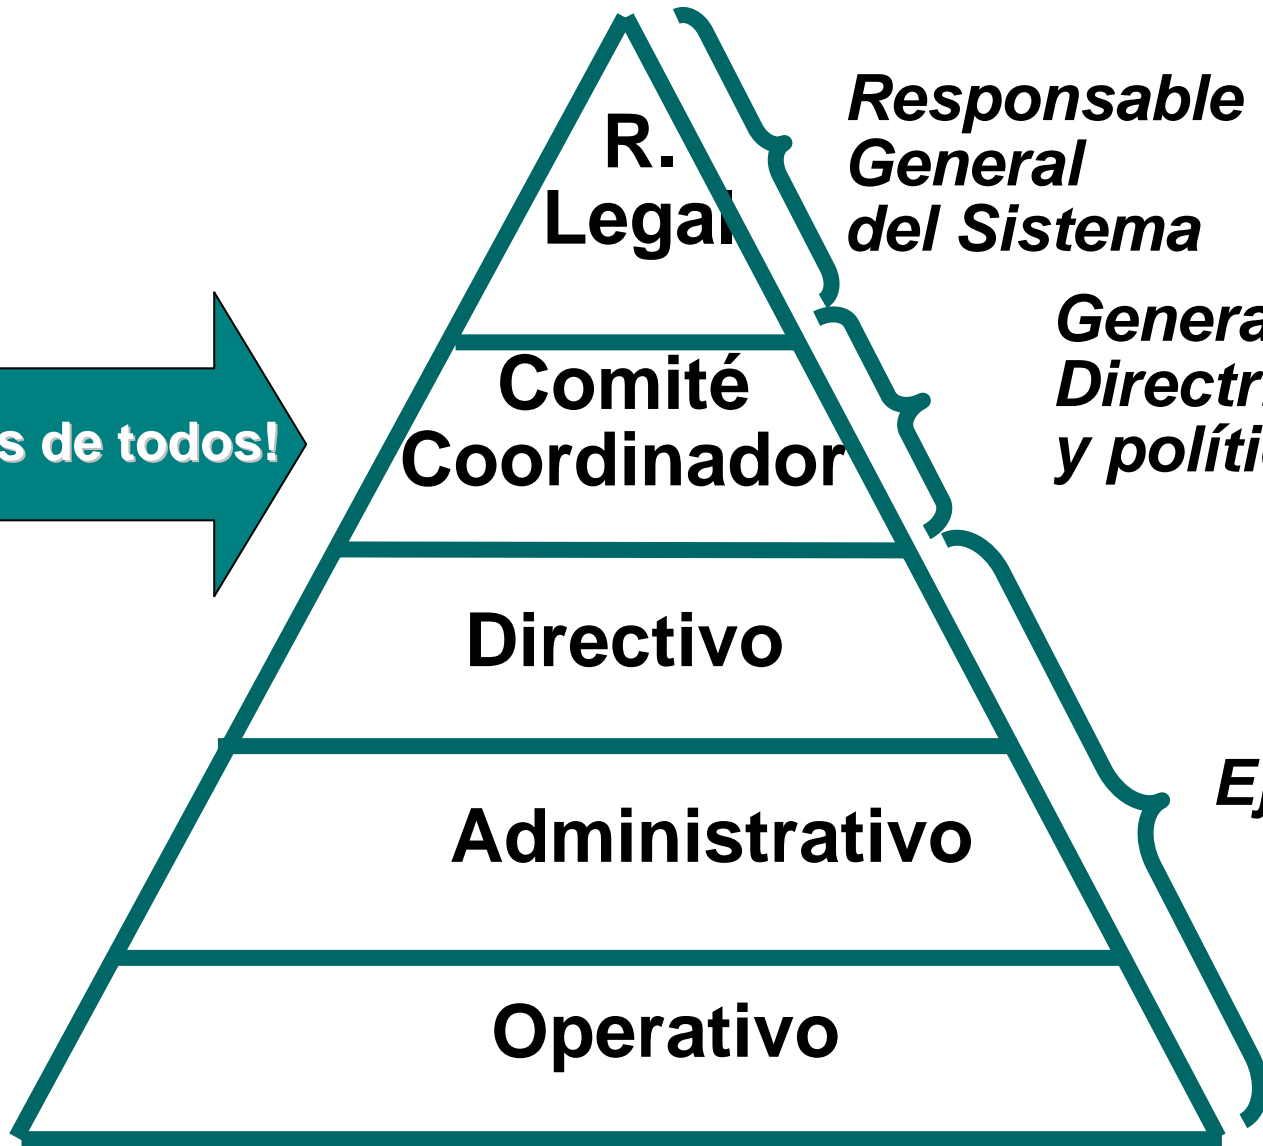 R.
Legal
Responsable
General
del Sistema
de todos!
Comité
Coordinador
y
Directivo
Administrativo
Operativo